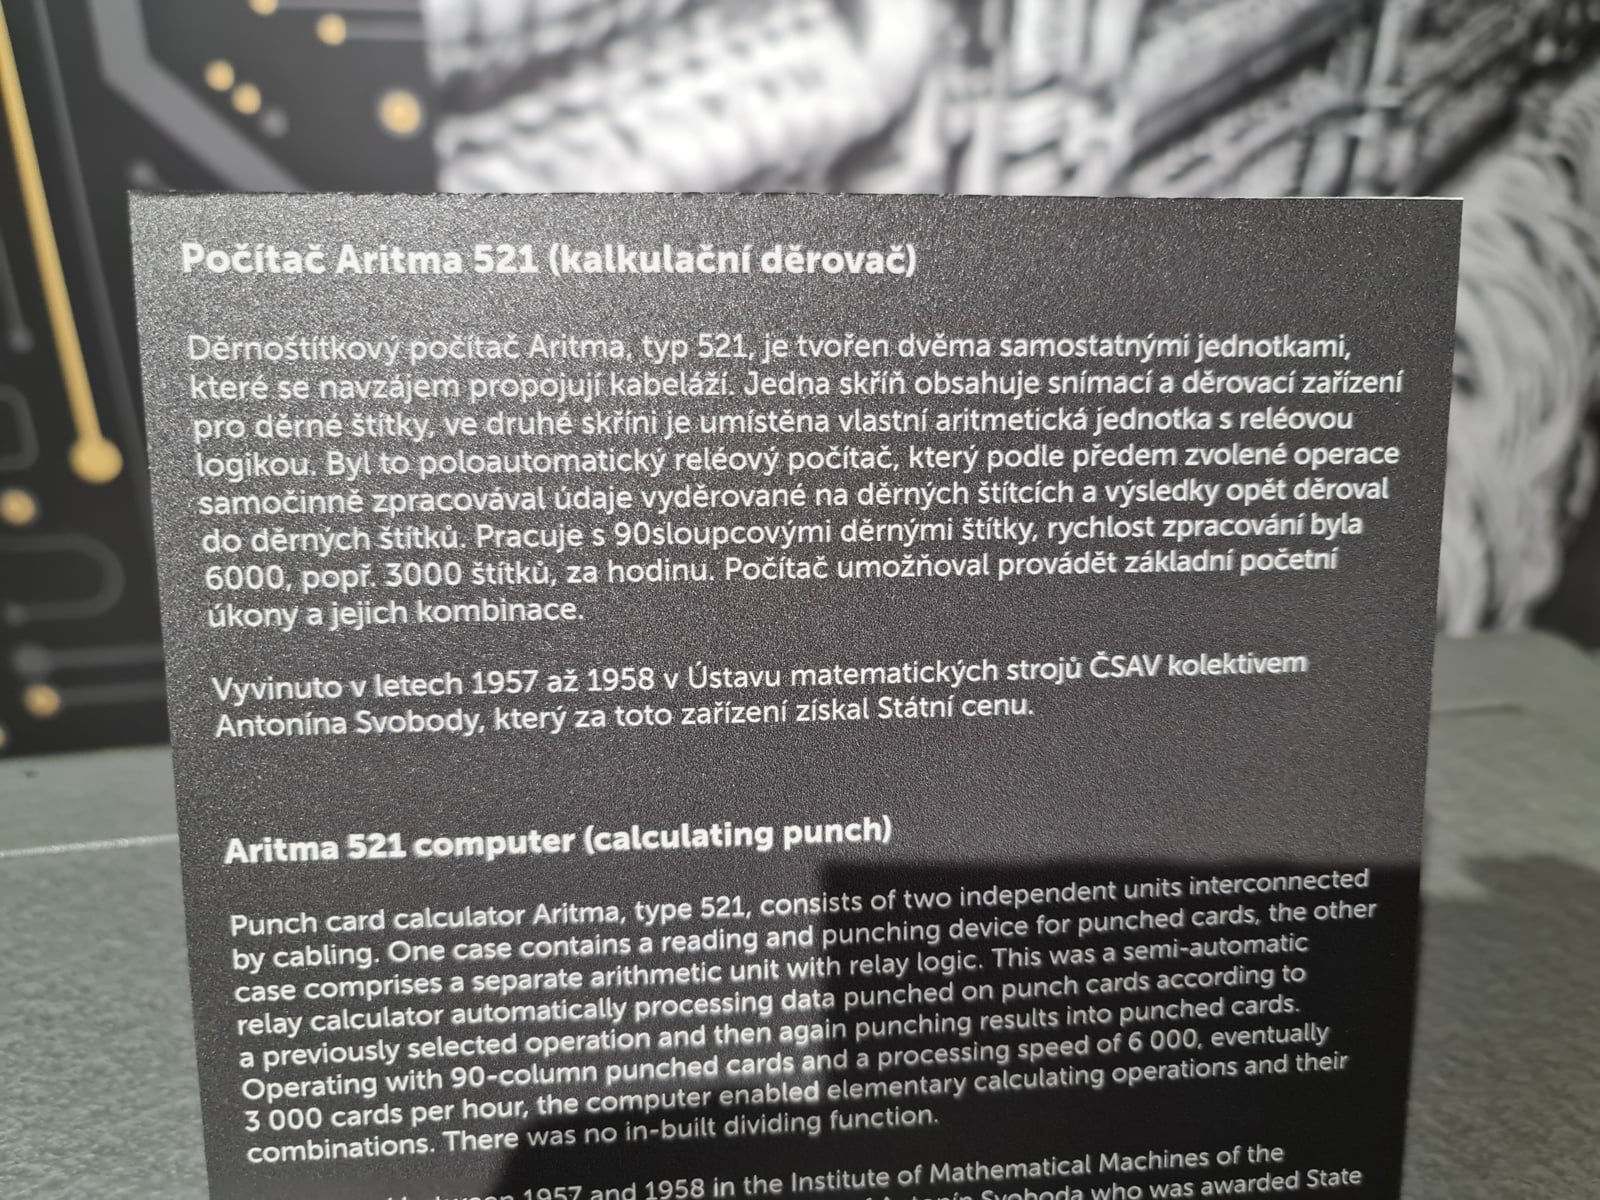 Počítač Aritma 521 (kalkulační děrovač)
Děrnoštítkový počítač Aritma, typ 521, je tvořen dvěma samostatnými jednotkami,
které se navzájem propojují kabeláží. Jedna skříň obsahuje snímací a děrovací zařízení
pro děrné štítky, ve druhé skříni je umístěna vlastní aritmetická jednotka s reléovou
logikou. Byl to poloautomatický reléový počítač, který podle předem zvolené operace
samočinně zpracovával údaje vyděrované na děrných štítcích a výsledky opět děroval
do děrných štítků. Pracuje s 90sloupcovými děrnými štítky, rychlost zpracování byla
6000, popř. 3000 štítků, za hodinu. Počítač umožňoval provádět základní početní
úkony a jejich kombinace.
Vyvinuto v letech 1957 až 1958 v Ústavu matematických strojů ČSAV kolektivem
Antonína Svobody, který za toto zařízení získal Státní cenu.
Aritma 521 computer (calculating punch)
Punch card calculator Aritma, type 521, consists of two independent units interconnected
by cabling. One case contains a reading and punching device for punched cards, the other
case comprises a separate arithmetic unit with relay logic. This was a semi-automatic
relay calculator automatically processing data punched on punch cards according to
a previously selected operation and then again punching results into punched cards.
Operating with 90-column punched cards and a processing speed of 6 000, eventually
3 000 cards per hour, the computer enabled elementary calculating operations and their
combinations. There was no in-built dividing function.
1957 and 1958 in the Institute of Mathematical Machines of the
Svoboda who was awarded State